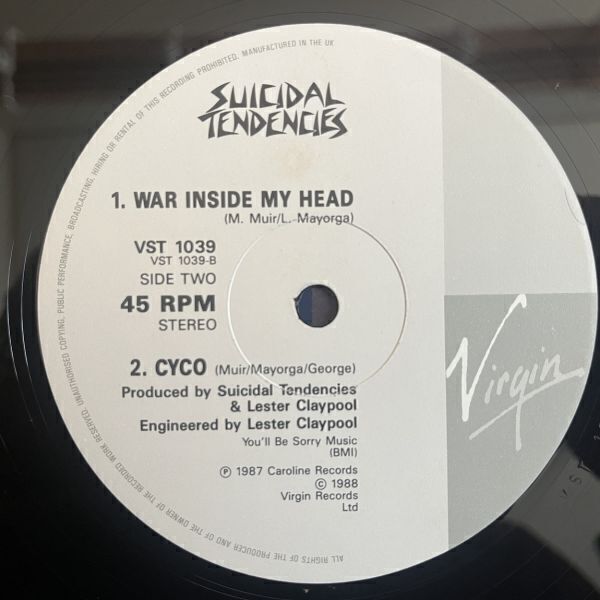 ALL RIGHTS OF THE PRODUCER AND OF THE OWNER OF THE RECORDED WORK RESERVED. UNAUTHORISED COPYING, PUBLIC PERFORMANCE, BROADCASTING, HIRING OR RENTAL OF THIS RECORDING PROHIBITED. MANUFACTURED IN THE UK
SUICIDAL
TENDENCIES
1. WAR INSIDE MY HEAD
(M. Muir/L. Mayorga)
VST 1039
VST 1039-B
SIDE TWO
45 RPM
STEREO
2. CYCO (Muir/Mayorga/George)
Produced by Suicidal Tendencies
& Lester Claypool
Engineered by Lester Claypool
You'll Be Sorry Music
(BMI)
℗ 1987 Caroline Records
© 1988
Virgin Records
Ltd
Virgin